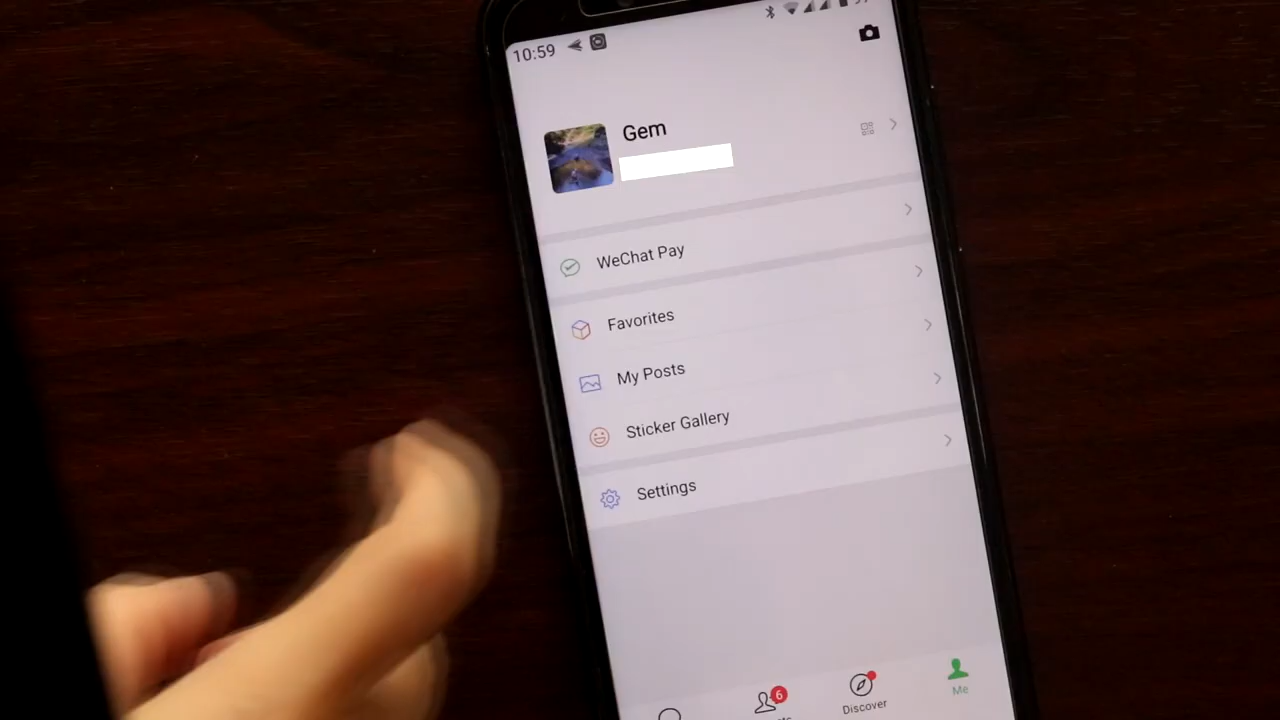 10:59
Gem
WeChat Pay
Favorites
My Posts
Sticker Gallery
Settings
6
Discover
Me